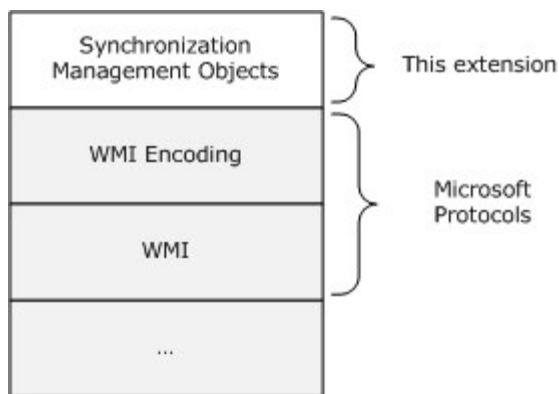 Synchronization
Management Objects
This extension
WMI Encoding
Microsoft
Protocols
WMI
...